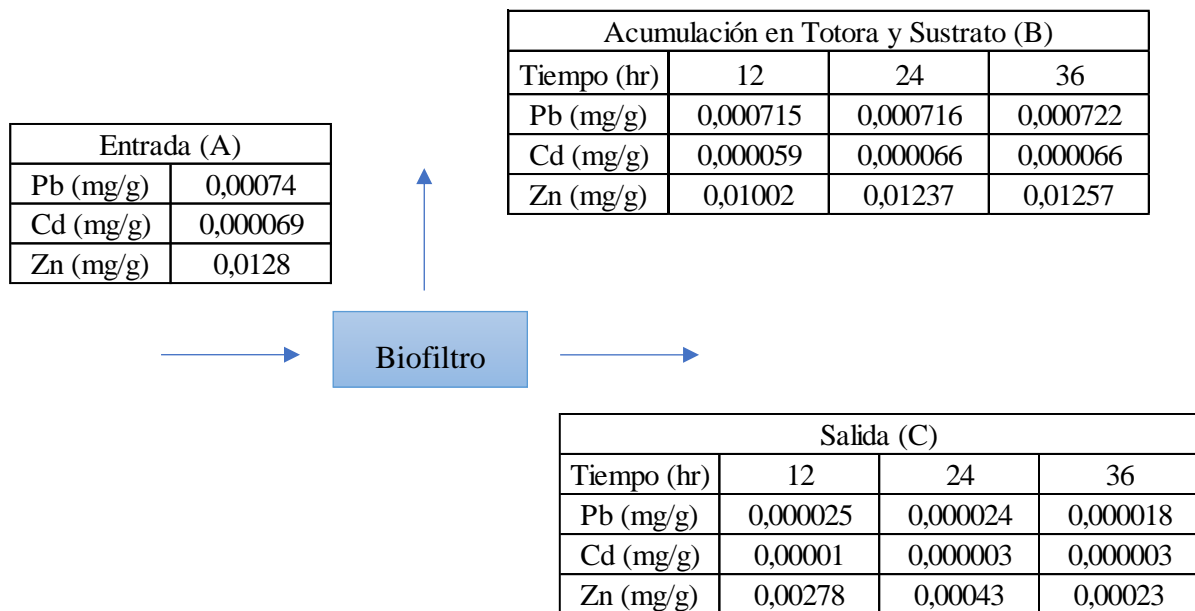 Acumulación en Totora y Sustrato (B)
Tiempo (hr) 12 24 36
Pb (mg/g) 0,000715 0,000716 0,000722
Cd (mg/g) 0,000059 0,000066 0,000066
Zn (mg/g) 0,01002 0,01237 0,01257
Entrada (A)
Pb (mg/g) 0,00074
Cd (mg/g) 0,000069
Zn (mg/g) 0,0128
Biofiltro
Salida (C)
Tiempo (hr) 12 24 36
Pb (mg/g) 0,000025 0,000024 0,000018
Cd (mg/g) 0,00001 0,000003 0,000003
Zn (mg/g) 0,00278 0,00043 0,00023